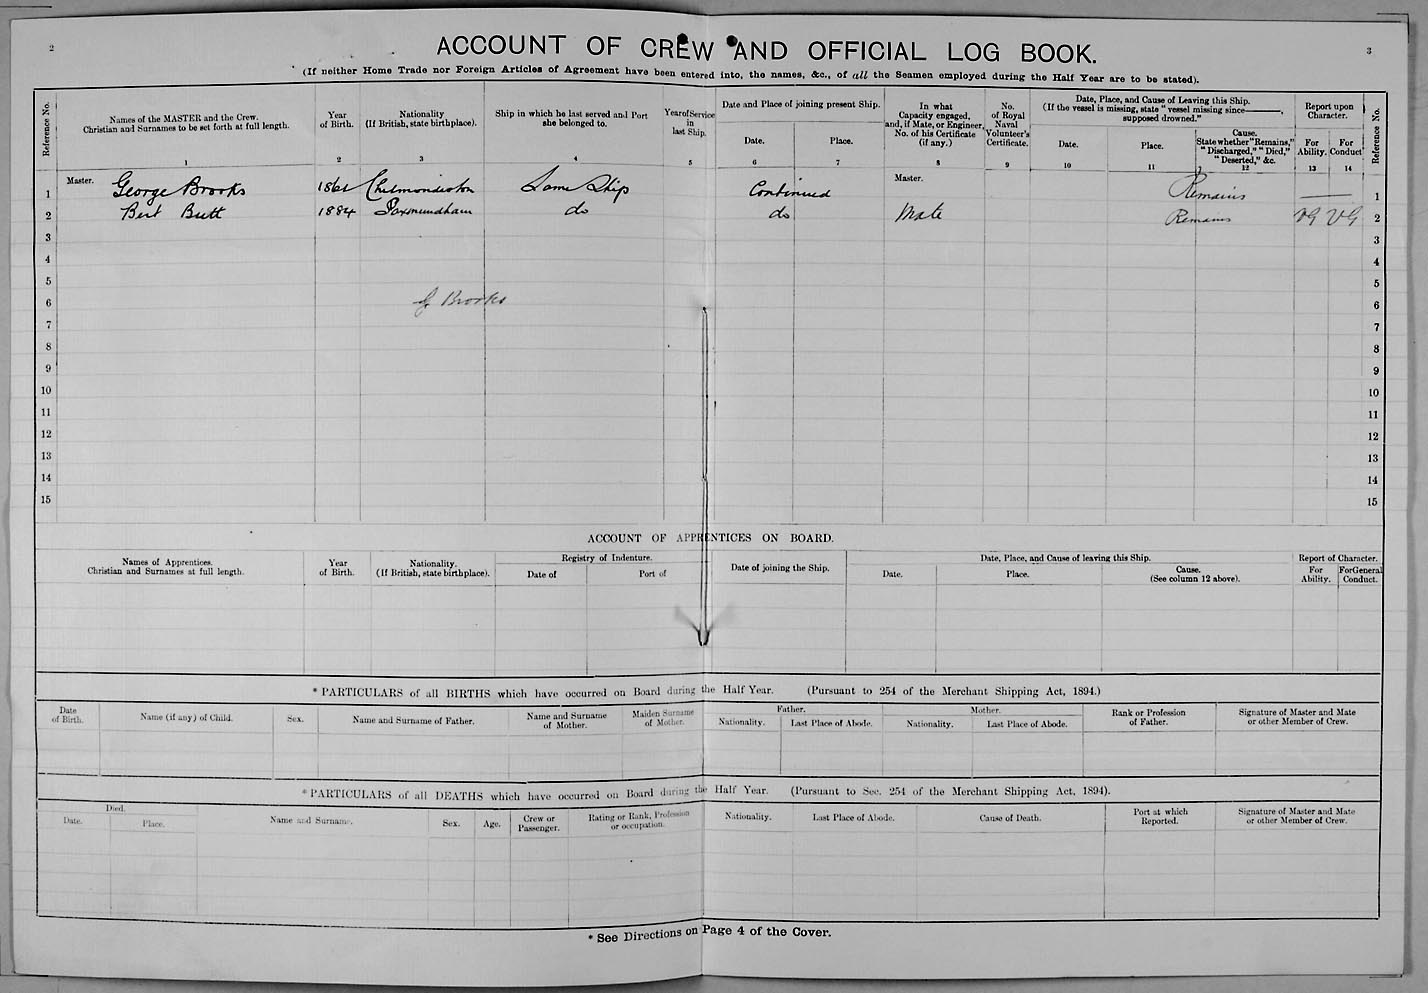 2
3
ACCOUNT OF CREW AND OFFICIAL LOG BOOK.
(If neither Home Trade nor Foreign Articles of Agreement have been entered into, the names, &c., of all the Seamen employed during the Half Year are to be stated).
Reference No.
Names of the MASTER and the Crew.
Christian and Surnames to be set forth at full length.
1
Year
of Birth.
2
Nationality
(If British, state birthplace).
3
Ship in which he last served and Port
she belonged to.
4
Year of Service
in
last Ship.
5
Date and Place of joining present Ship.
Date.
6
Place.
7
In what
Capacity engaged,
and, if Mate, or Engineer,
No. of his Certificate
(if any.)
8
No.
of Royal
Naval
Volunteer's
Certificate.
9
Date, Place, and Cause of Leaving this Ship.
(If the vessel is missing, state "vessel missing since———,
supposed drowned."
Date.
10
Place.
11
Cause.
State whether "Remains,"
"Discharged," "Died,"
"Deserted," &c.
12
Report upon
Character.
For
Ability.
13
For
Conduct
14
Reference No.
1 Master. George Brooks 1861 Chelmondiston Same Ship Continued Master. Remains — 1
2 Bert Butt 1884 Saxmundham do do Mate Remains VG VG 2
3 3
4 4
5 5
6 G Brooks 6
7 7
8 8
9 9
10 10
11 11
12 12
13 13
14 14
15 15
ACCOUNT OF APPRENTICES ON BOARD.
Names of Apprentices.
Christian and Surnames at full length.
Year
of Birth.
Nationality.
(If British, state birthplace).
Registry of Indenture.
Date of
Port of
Date of joining the Ship.
Date, Place, and Cause of leaving this Ship.
Date.
Place.
Cause.
(See column 12 above).
Report of Character.
For
Ability.
For General
Conduct.
* PARTICULARS of all BIRTHS which have occurred on Board during the Half Year. (Pursuant to 254 of the Merchant Shipping Act, 1894.)
Date
of Birth.
Name (if any) of Child.
Sex.
Name and Surname of Father.
Name and Surname
of Mother.
Maiden Surname
of Mother.
Father.
Nationality.
Last Place of Abode.
Mother.
Nationality.
Last Place of Abode.
Rank or Profession
of Father.
Signature of Master and Mate
or other Member of Crew.
* PARTICULARS of all DEATHS which have occurred on Board during the Half Year. (Pursuant to Sec. 254 of the Merchant Shipping Act, 1894).
Died.
Date.
Place.
Name and Surname.
Sex.
Age.
Crew or
Passenger.
Rating or Rank, Profession
or occupation.
Nationality.
Last Place of Abode.
Cause of Death.
Port at which
Reported.
Signature of Master and Mate
or other Member of Crew.
* See Directions on Page 4 of the Cover.